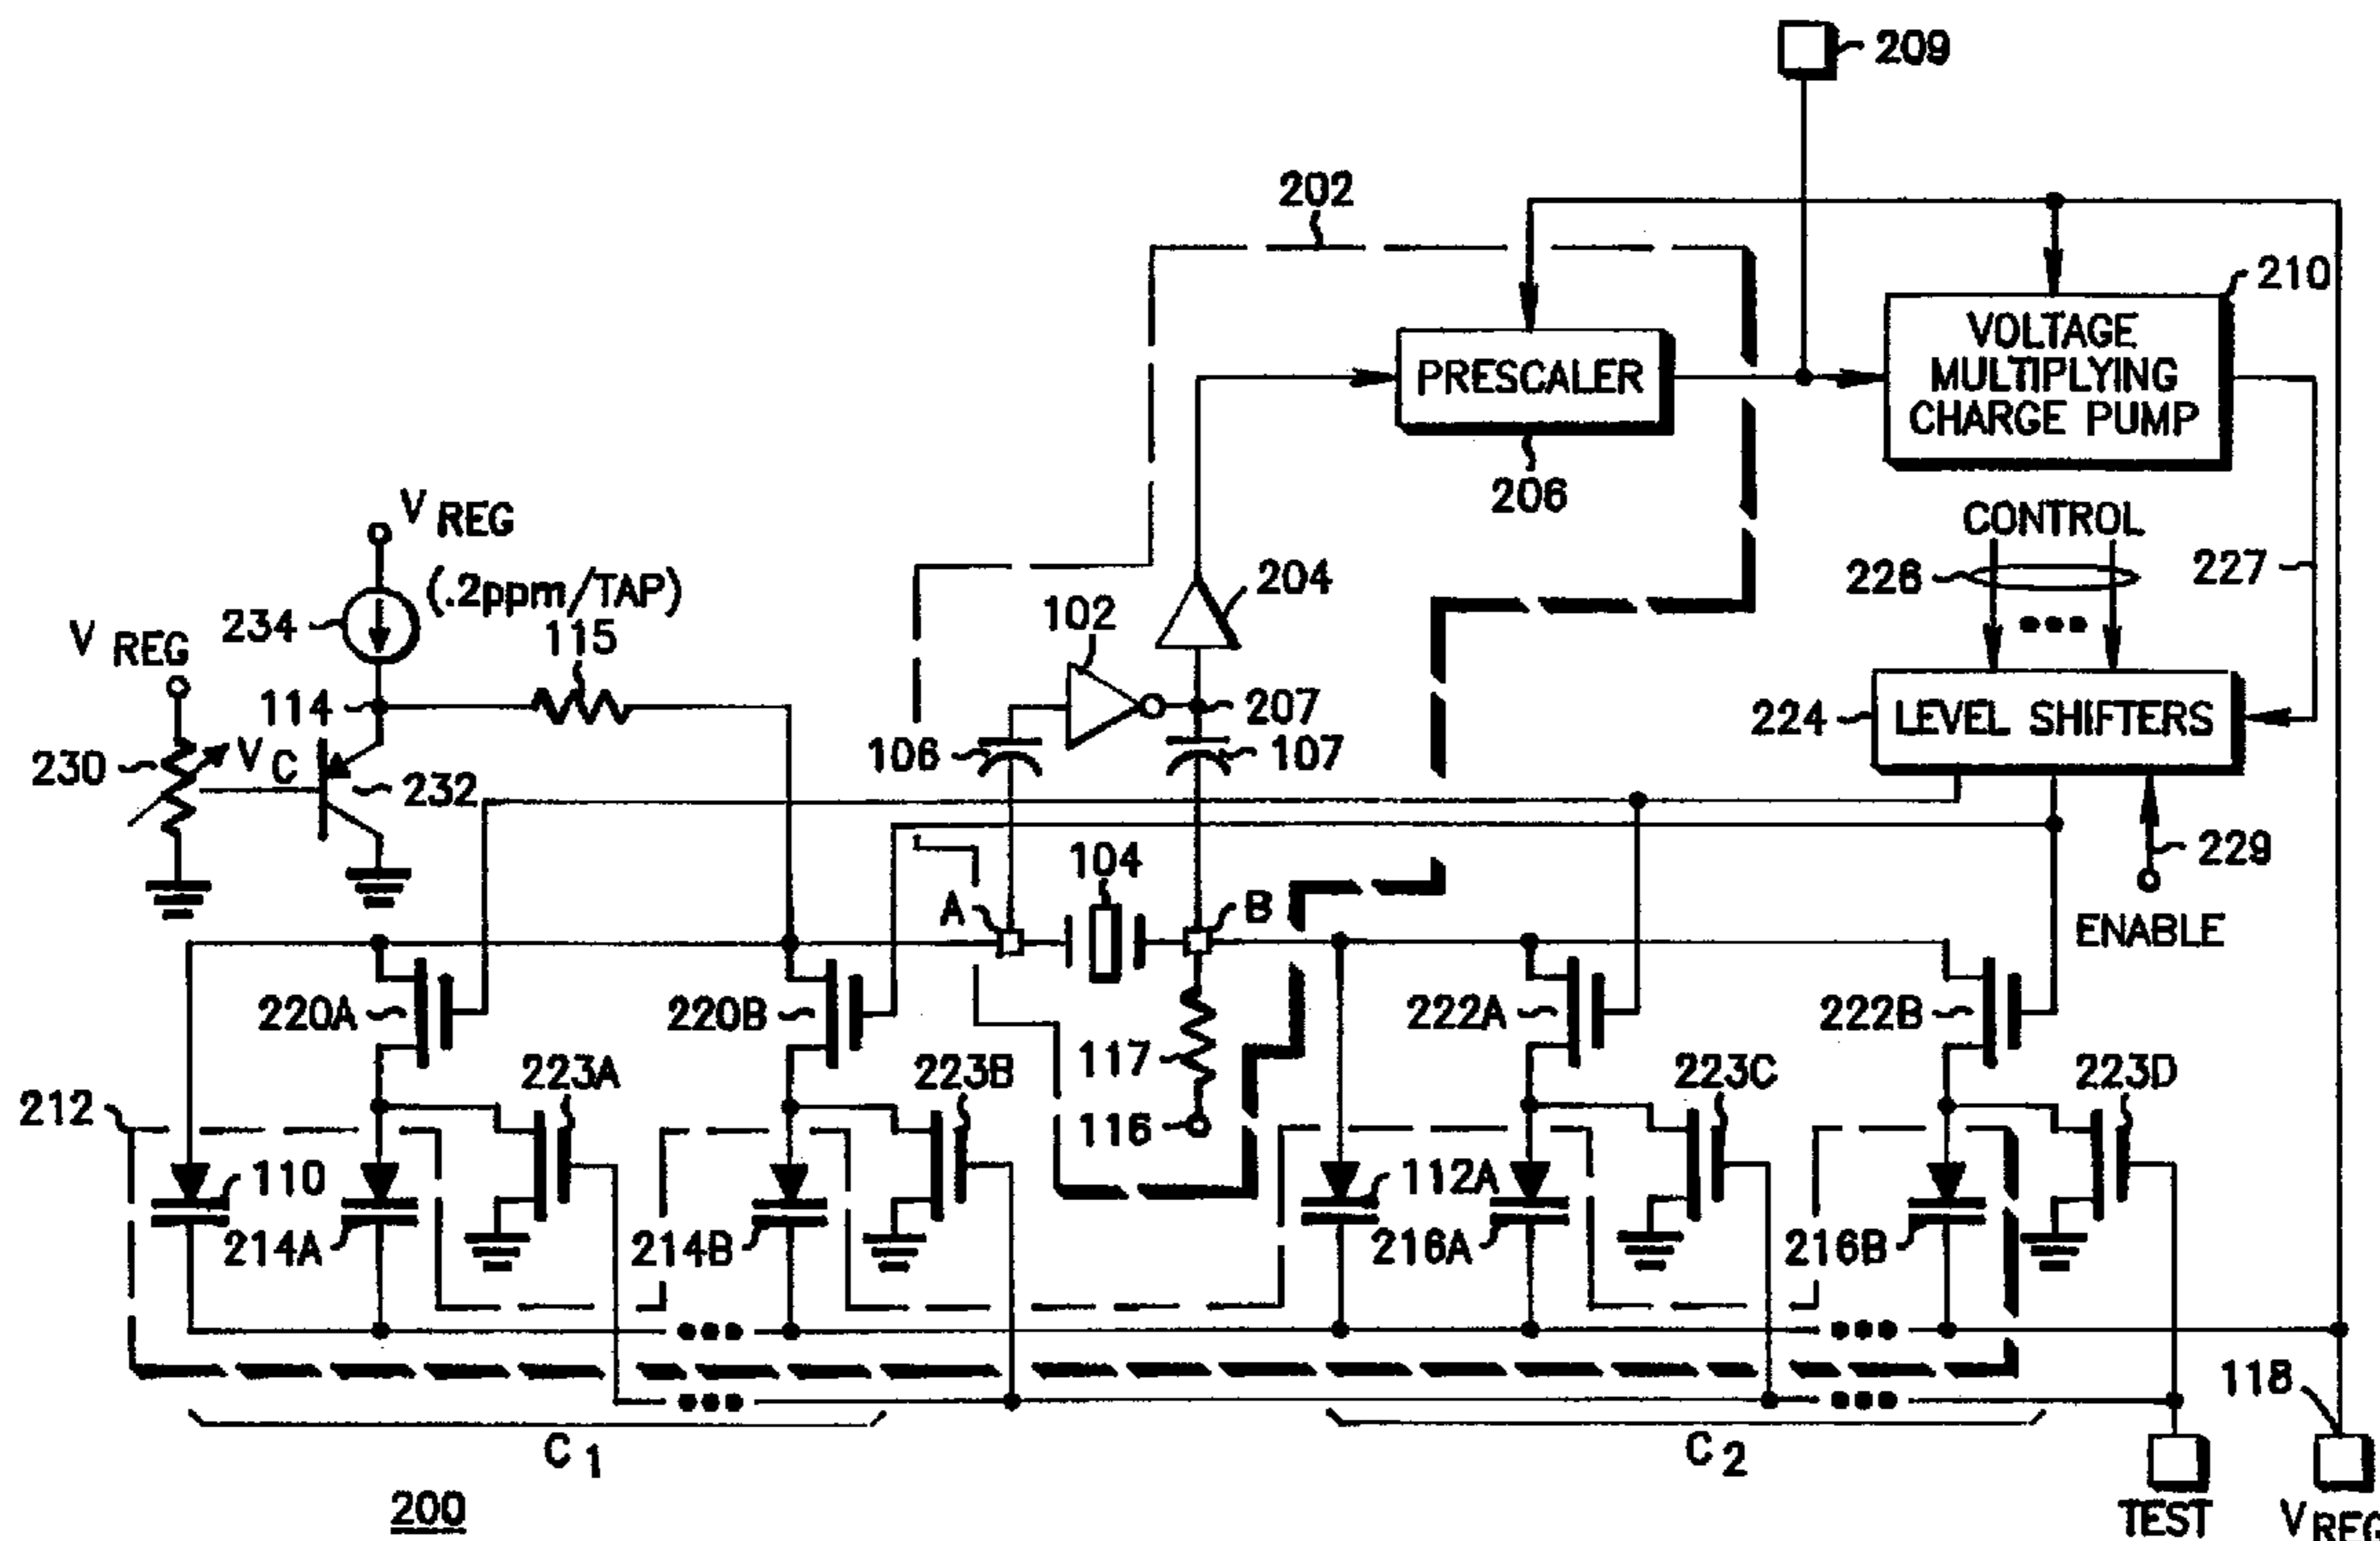 209
202
210
VOLTAGE
MULTIPLYING
CHARGE PUMP
PRESCALER
206
V REG
CONTROL
(.2ppm/TAP)
204
226
227
234
102
V REG
115
114
207
224
LEVEL SHIFTERS
106
107
230
V C
232
229
104
A
B
ENABLE
220A
220B
222A
222B
117
223A
223B
223C
223D
212
116
110
112A
214A
214B
216A
216B
118
C 1
C 2
200
TEST
V REG